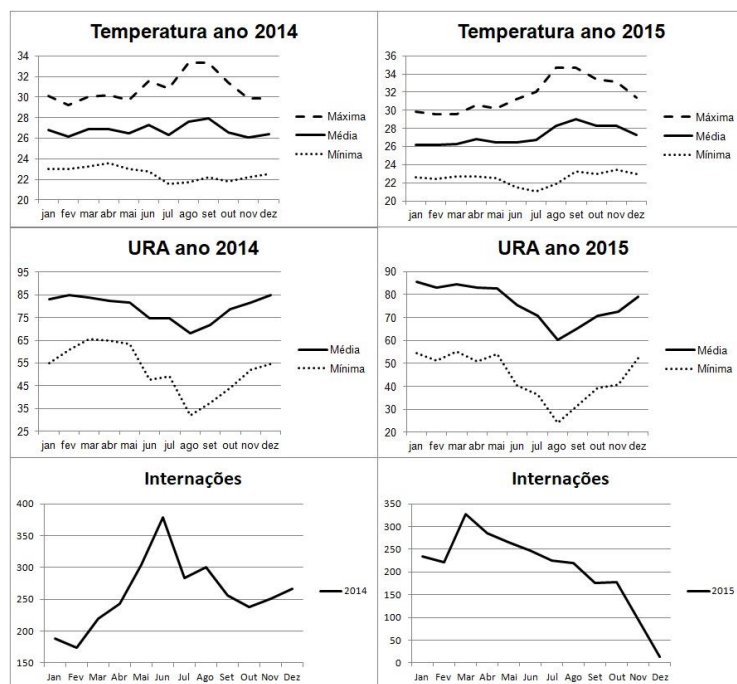 Temperatura ano 2014
34
32
30
28
26
24
22
20
jan fev mar abr mai jun jul ago set out nov dez
Máxima
Média
Mínima
Temperatura ano 2015
36
34
32
30
28
26
24
22
20
jan fev mar abr mai jun jul ago set out nov dez
Máxima
Média
Mínima
URA ano 2014
95
85
75
65
55
45
35
25
jan fev Mar Abr mai jun jul ago set out nov dez
Média
Mínima
URA ano 2015
90
80
70
60
50
40
30
20
jan fev Mar Abr mai jun jul ago set out nov dez
Média
Mínima
Internações
400
350
300
250
200
150
Jan Fev Mar Abr Mai Jun Jul Ago Set Out Nov Dez
2014
Internações
350
300
250
200
150
100
50
0
Jan Fev Mar Abr Mai Jun Jul Ago Set Out Nov Dez
2015